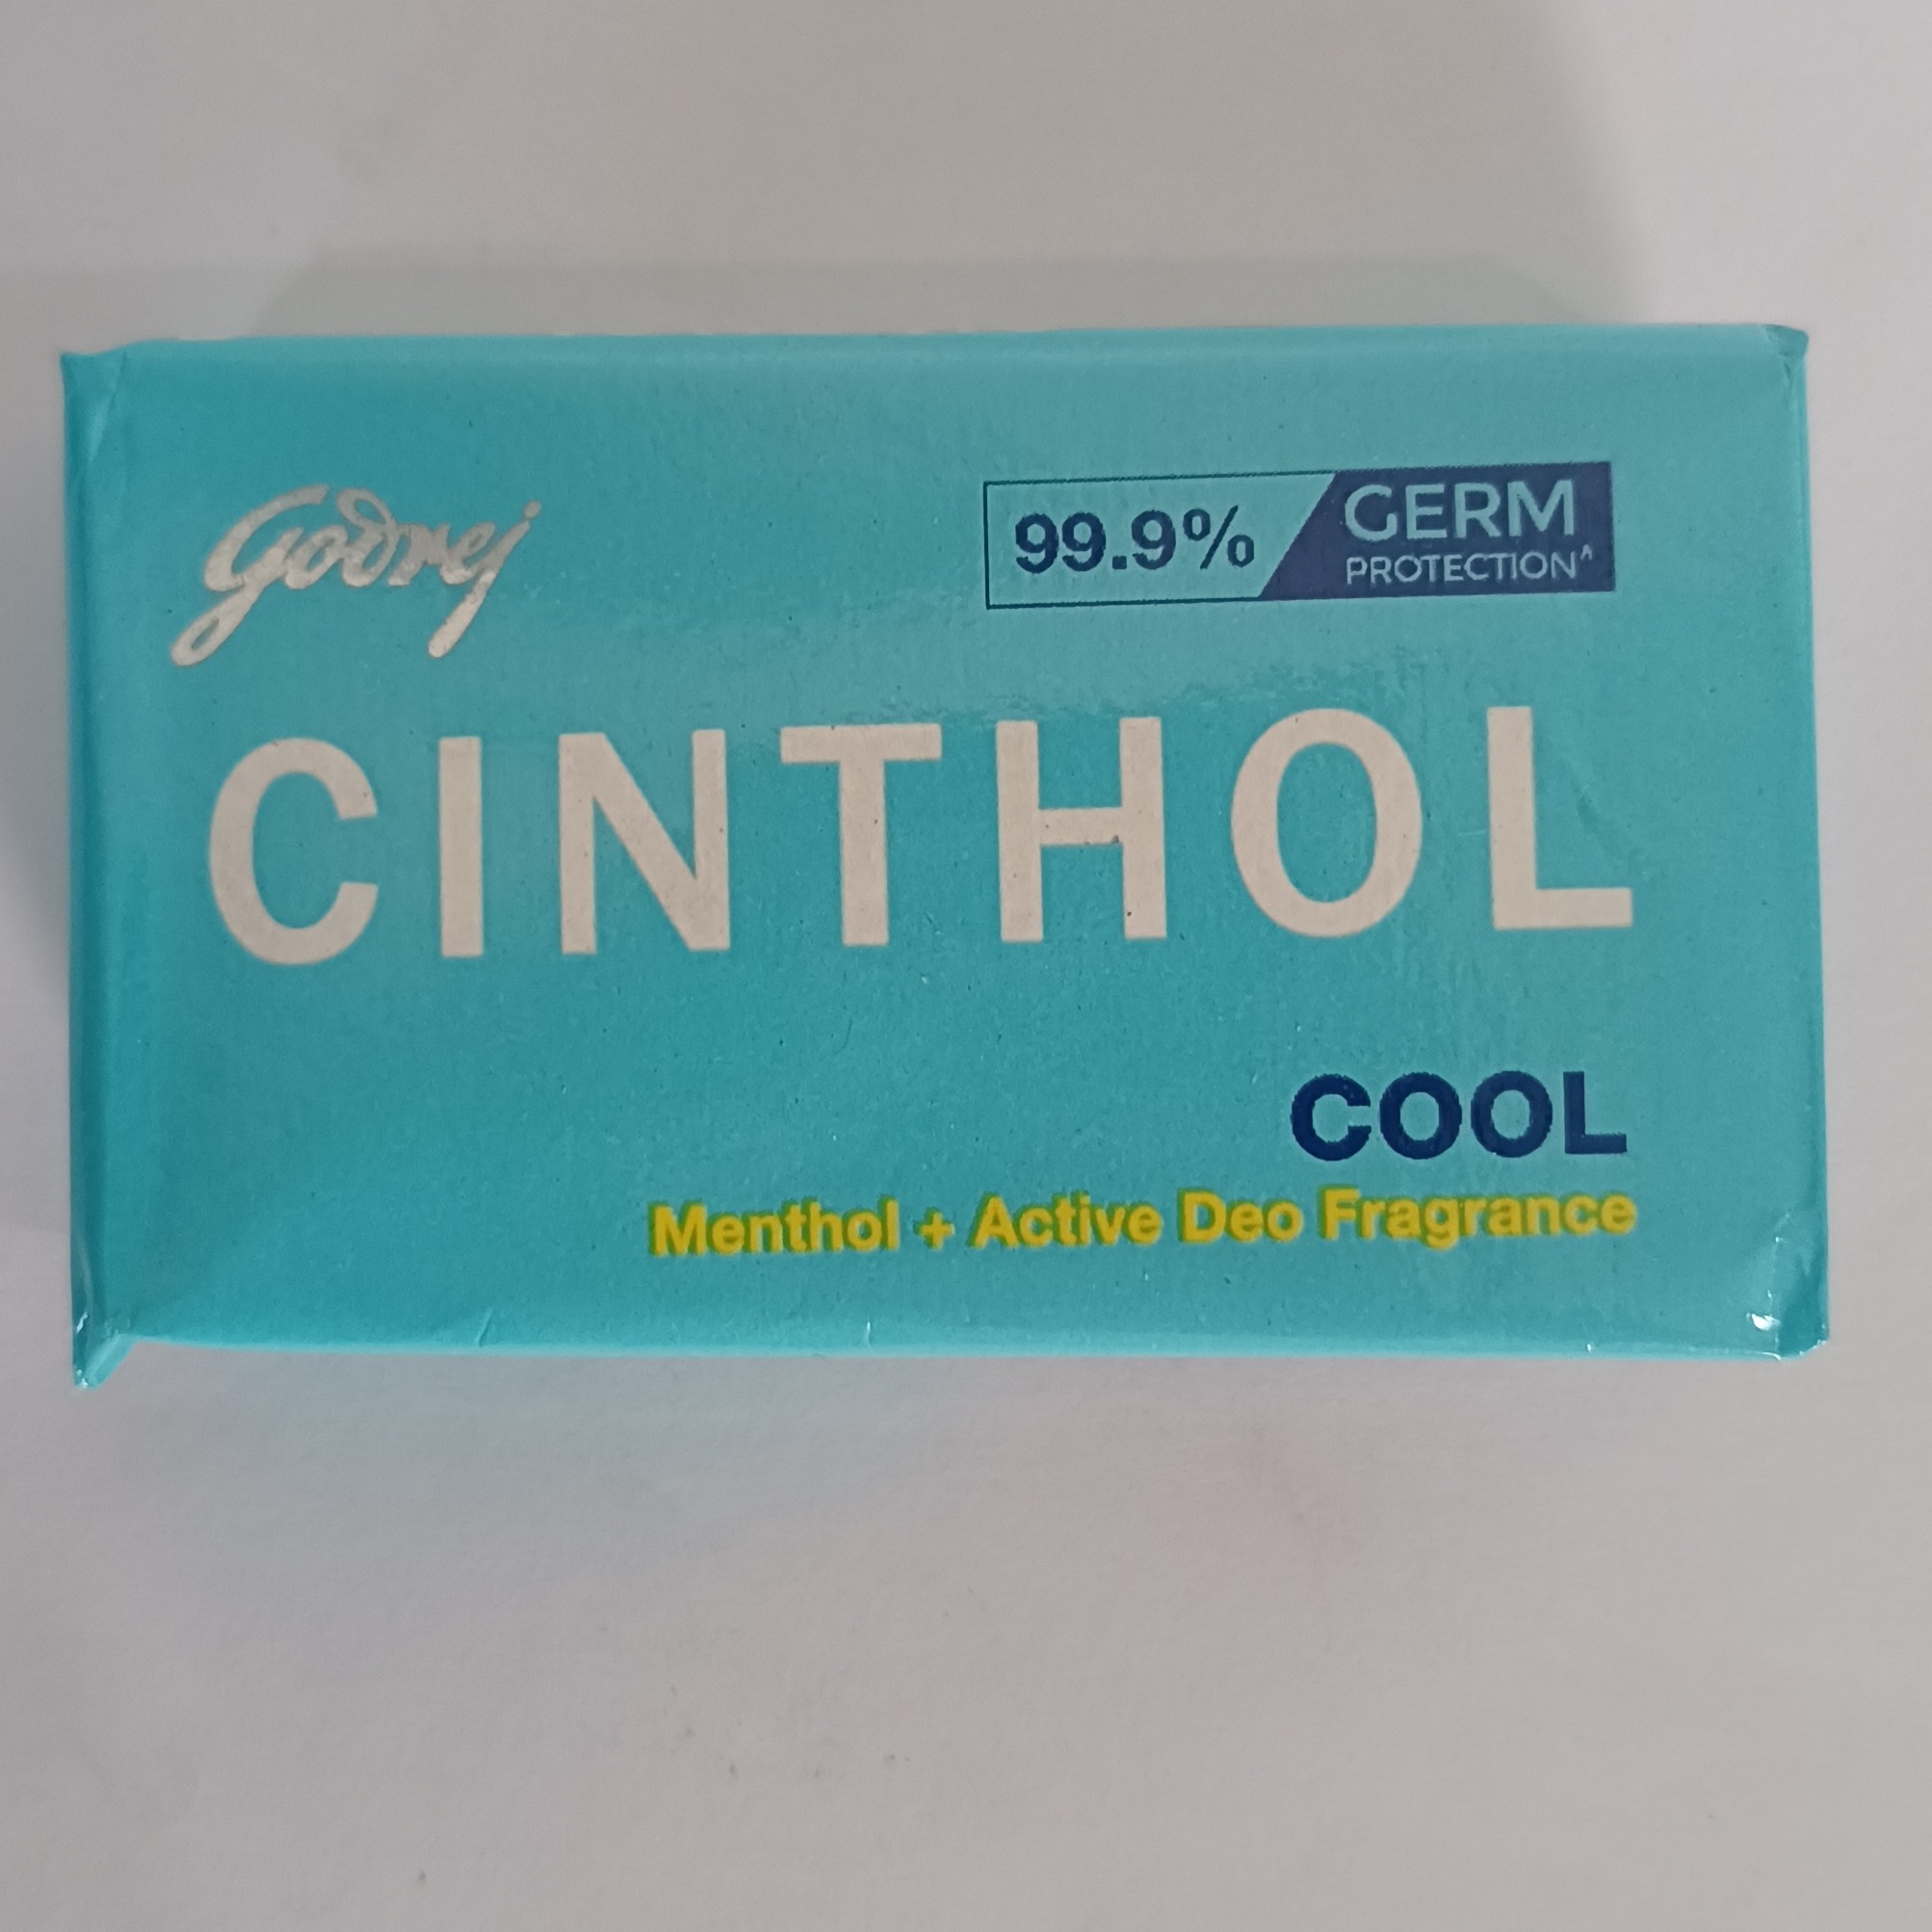 Godrej
99.9% GERM
PROTECTION^
CINTHOL
COOL
Menthol + Active Deo Fragrance